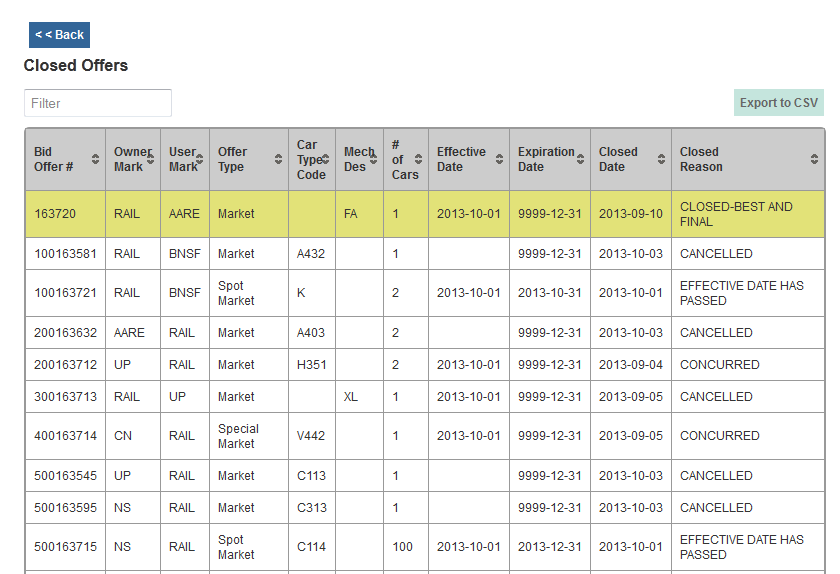 < < Back
Closed Offers
Filter
Export to CSV
Bid Offer # Owner Mark User Mark Offer Type Car Type Code Mech Des # of Cars Effective Date Expiration Date Closed Date Closed Reason
163720 RAIL AARE Market FA 1 2013-10-01 9999-12-31 2013-09-10 CLOSED-BEST AND FINAL
100163581 RAIL BNSF Market A432 1 9999-12-31 2013-10-03 CANCELLED
100163721 RAIL BNSF Spot Market K 2 2013-10-01 2013-10-31 2013-10-01 EFFECTIVE DATE HAS PASSED
200163632 AARE RAIL Market A403 2 9999-12-31 2013-10-03 CANCELLED
200163712 UP RAIL Market H351 2 2013-10-01 9999-12-31 2013-09-04 CONCURRED
300163713 RAIL UP Market XL 1 2013-10-01 9999-12-31 2013-09-05 CANCELLED
400163714 CN RAIL Special Market V442 1 2013-10-01 9999-12-31 2013-09-05 CONCURRED
500163545 UP RAIL Market C113 1 9999-12-31 2013-10-03 CANCELLED
500163595 NS RAIL Market C313 1 9999-12-31 2013-10-03 CANCELLED
500163715 NS RAIL Spot Market C114 100 2013-10-01 2013-12-31 2013-10-01 EFFECTIVE DATE HAS PASSED